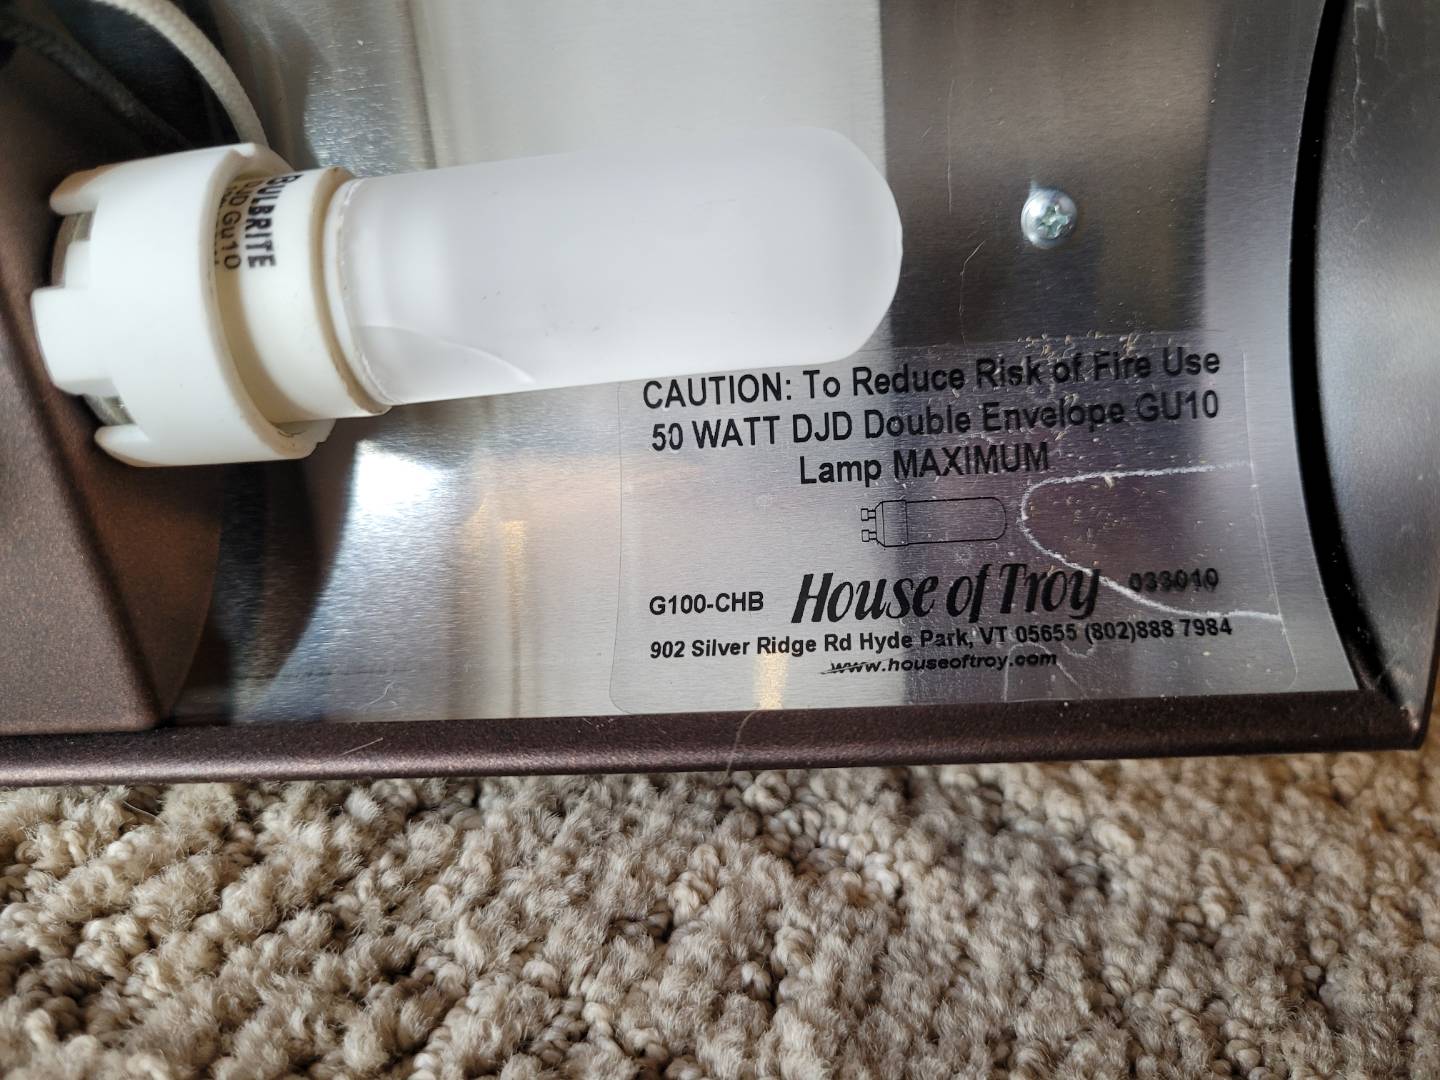 BULBRITE
JD GU10
CAUTION: To Reduce Risk of Fire Use
50 WATT DJD Double Envelope GU10
Lamp MAXIMUM
G100-CHB House of Troy 033010
902 Silver Ridge Rd Hyde Park, VT 05655 (802)888 7984
www.houseoftroy.com